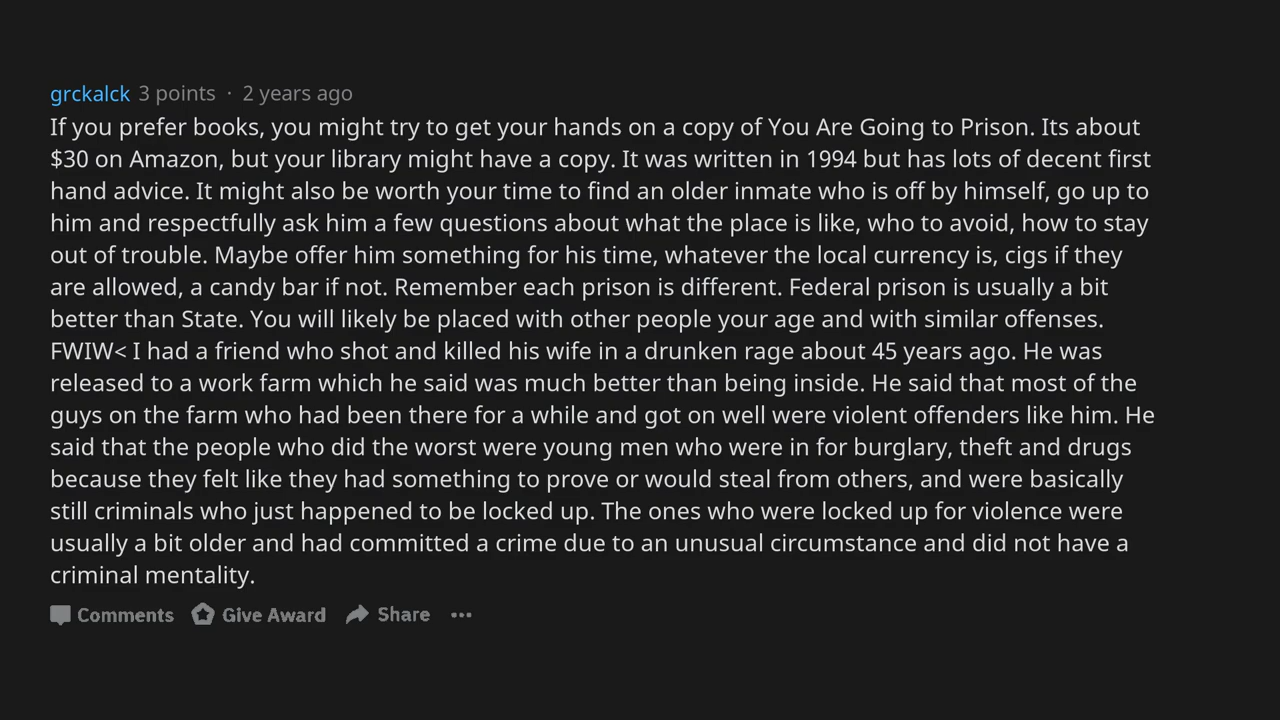 grckalck 3 points · 2 years ago
If you prefer books, you might try to get your hands on a copy of You Are Going to Prison. Its about
$30 on Amazon, but your library might have a copy. It was written in 1994 but has lots of decent first
hand advice. It might also be worth your time to find an older inmate who is off by himself, go up to
him and respectfully ask him a few questions about what the place is like, who to avoid, how to stay
out of trouble. Maybe offer him something for his time, whatever the local currency is, cigs if they
are allowed, a candy bar if not. Remember each prison is different. Federal prison is usually a bit
better than State. You will likely be placed with other people your age and with similar offenses.
FWIW< I had a friend who shot and killed his wife in a drunken rage about 45 years ago. He was
released to a work farm which he said was much better than being inside. He said that most of the
guys on the farm who had been there for a while and got on well were violent offenders like him. He
said that the people who did the worst were young men who were in for burglary, theft and drugs
because they felt like they had something to prove or would steal from others, and were basically
still criminals who just happened to be locked up. The ones who were locked up for violence were
usually a bit older and had committed a crime due to an unusual circumstance and did not have a
criminal mentality.
Comments Give Award Share •••